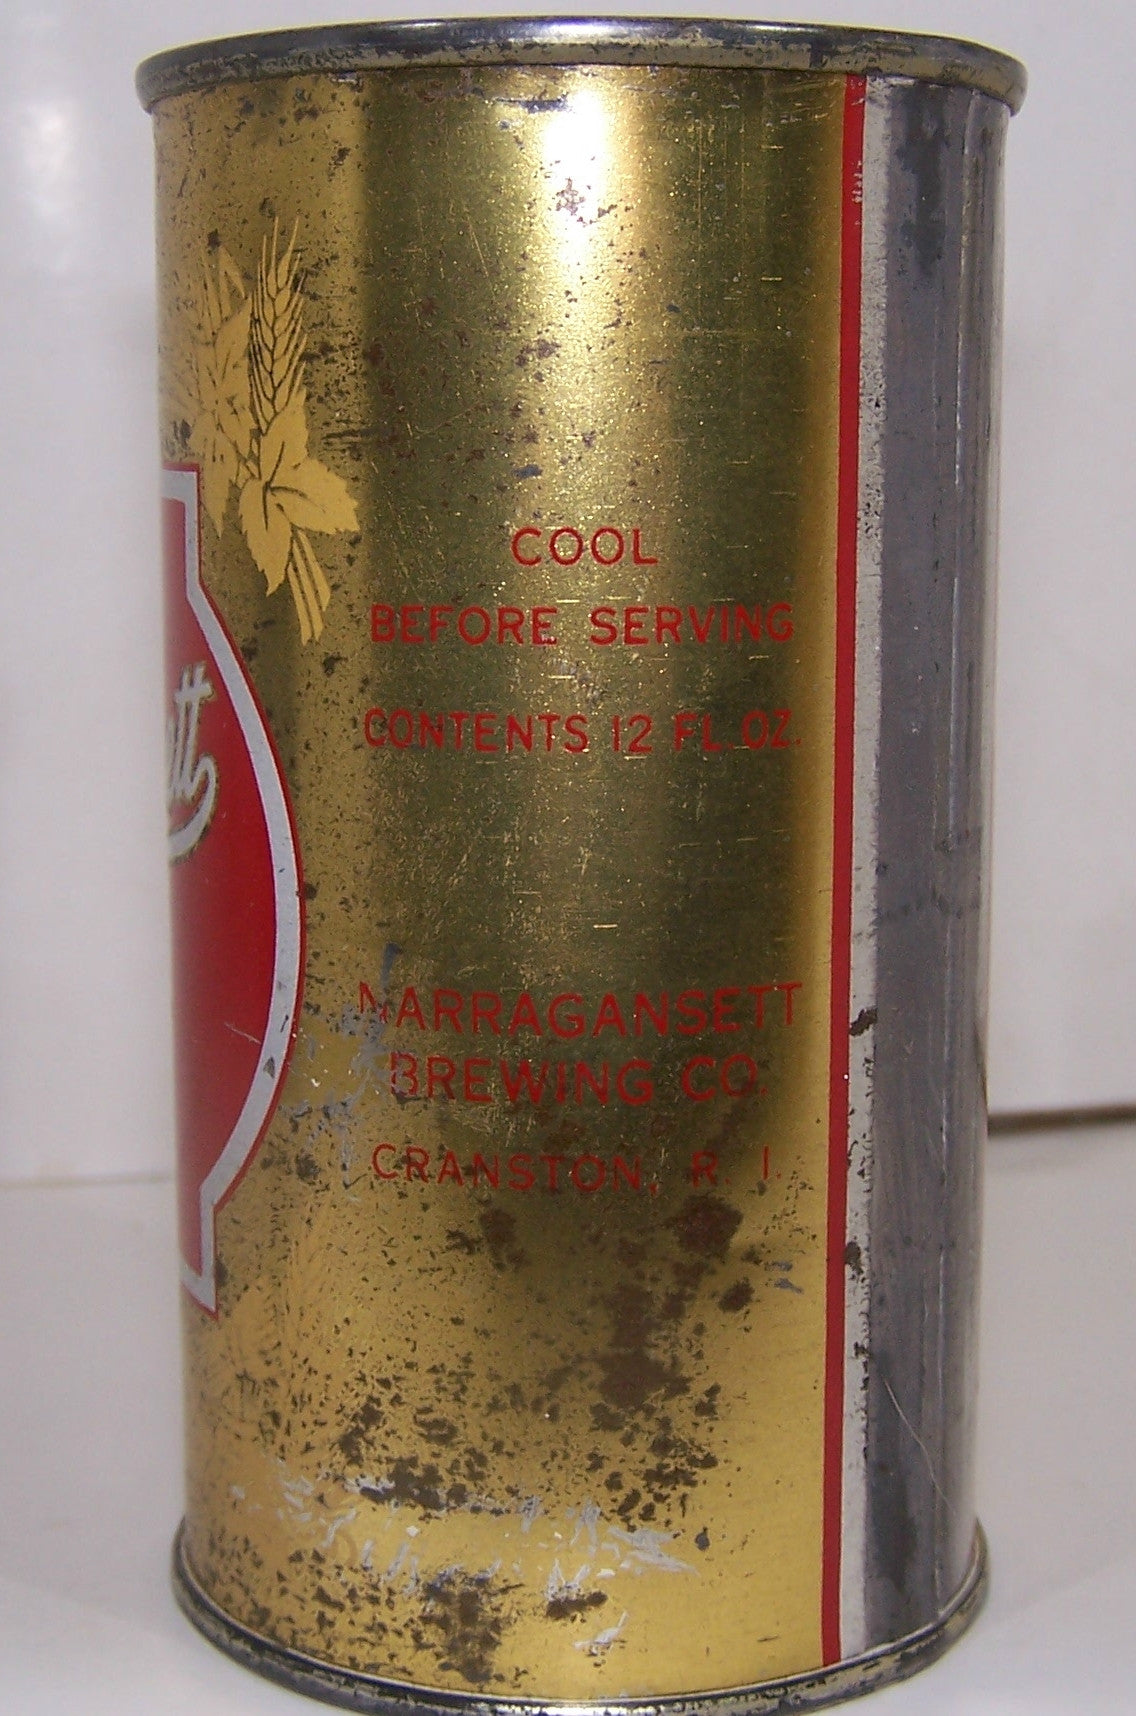 COOL
BEFORE SERVING
CONTENTS 12 FL. OZ.
NARRAGANSETT
BREWING CO.
CRANSTON, R. I.